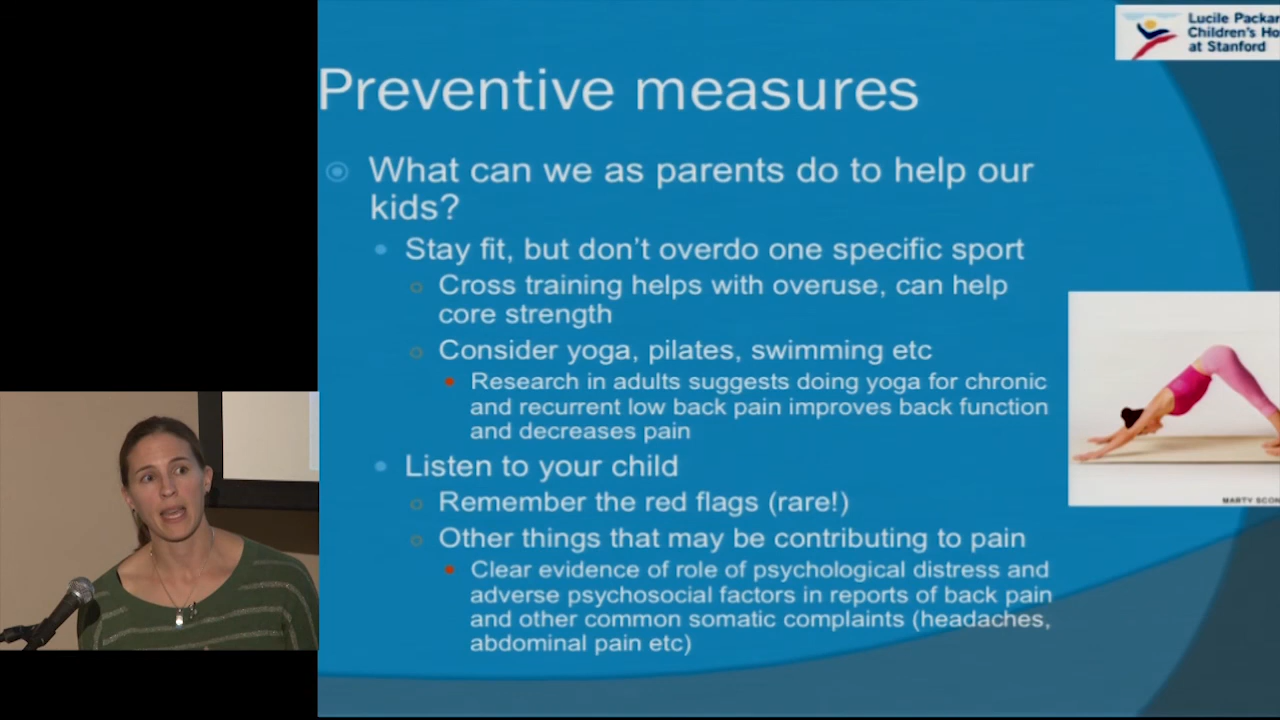 Lucile Packar
Children's Ho
at Stanford
Preventive measures
What can we as parents do to help our
kids?
Stay fit, but don't overdo one specific sport
Cross training helps with overuse, can help
core strength
Consider yoga, pilates, swimming etc
Research in adults suggests doing yoga for chronic
and recurrent low back pain improves back function
and decreases pain
Listen to your child
Remember the red flags (rare!)
Other things that may be contributing to pain
Clear evidence of role of psychological distress and
adverse psychosocial factors in reports of back pain
and other common somatic complaints (headaches,
abdominal pain etc)
MARTY SCON